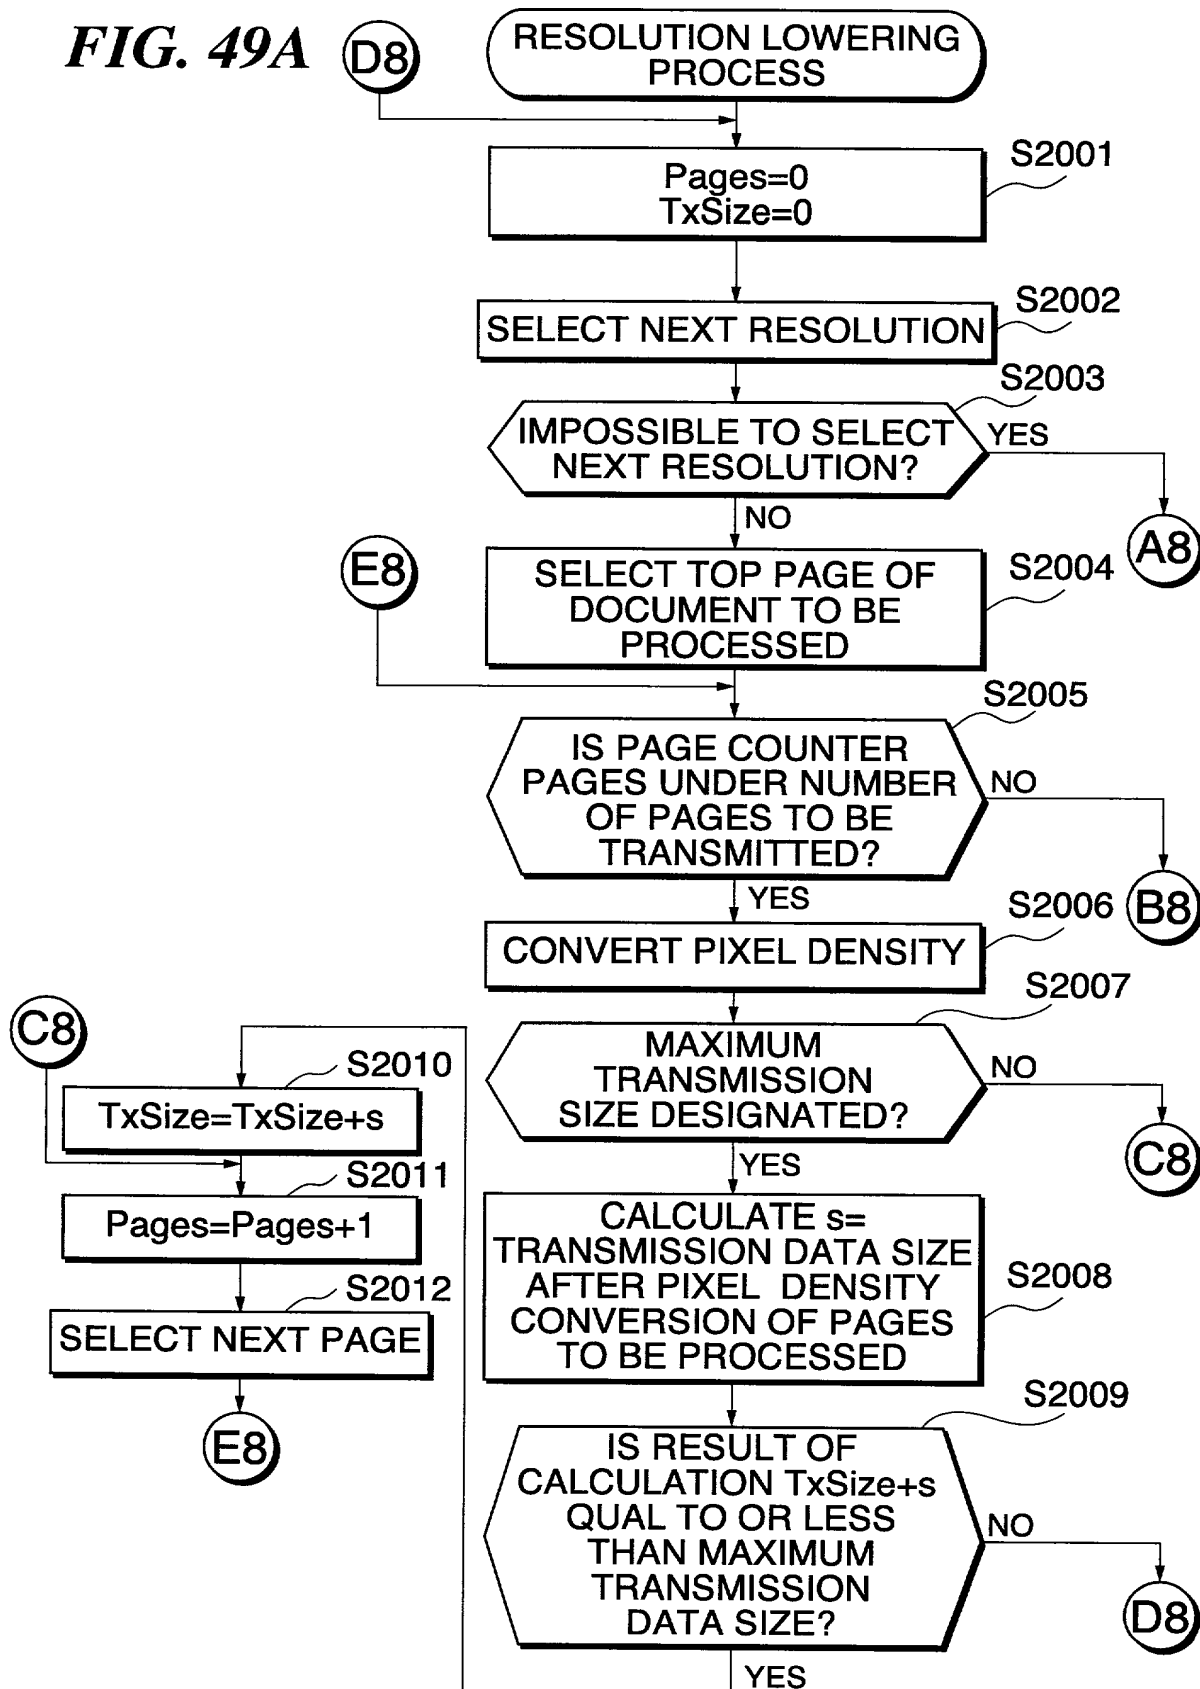 FIG. 49A
D8
RESOLUTION LOWERING
PROCESS
S2001
Pages=0
TxSize=0
S2002
SELECT NEXT RESOLUTION
S2003
IMPOSSIBLE TO SELECT
NEXT RESOLUTION?
YES
NO
A8
E8
S2004
SELECT TOP PAGE OF
DOCUMENT TO BE
PROCESSED
S2005
IS PAGE COUNTER
PAGES UNDER NUMBER
OF PAGES TO BE
TRANSMITTED?
NO
YES
B8
S2006
CONVERT PIXEL DENSITY
S2007
MAXIMUM
TRANSMISSION
SIZE DESIGNATED?
NO
YES
C8
C8
S2010
TxSize=TxSize+s
S2011
Pages=Pages+1
S2012
SELECT NEXT PAGE
E8
CALCULATE s=
TRANSMISSION DATA SIZE
AFTER PIXEL DENSITY
CONVERSION OF PAGES
TO BE PROCESSED
S2008
S2009
IS RESULT OF
CALCULATION TxSize+s
QUAL TO OR LESS
THAN MAXIMUM
TRANSMISSION
DATA SIZE?
NO
D8
YES